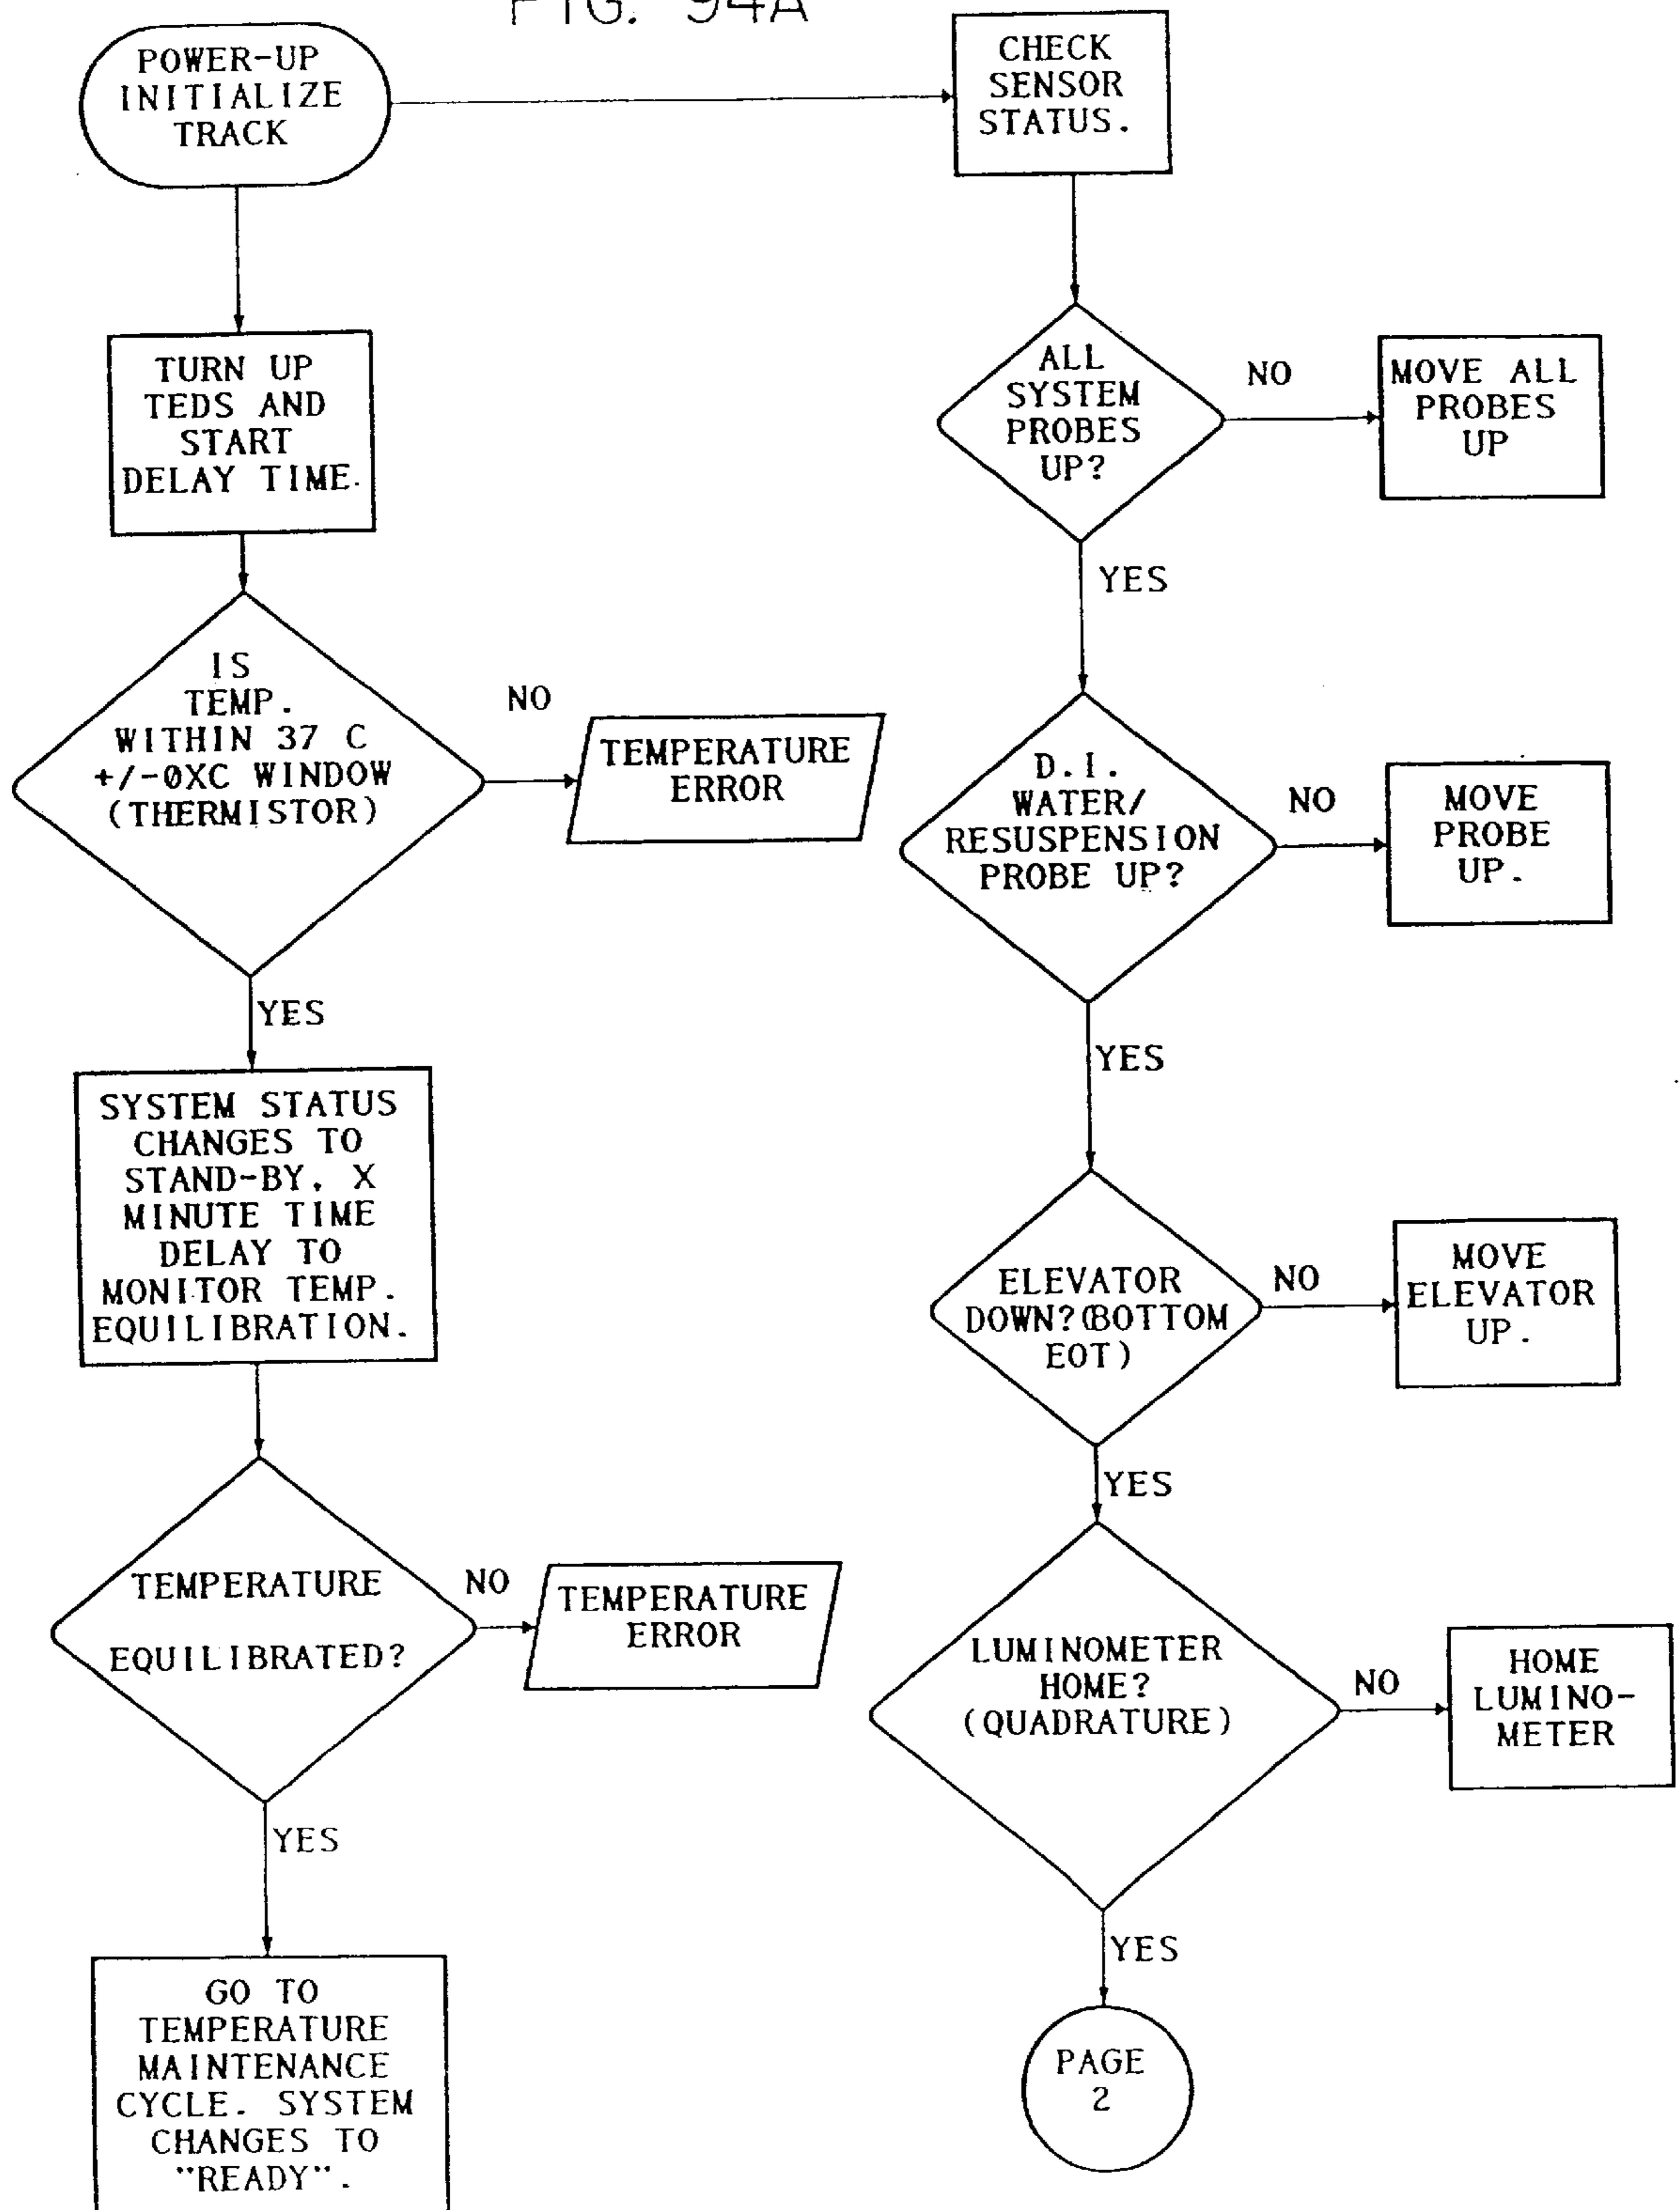 FIG. 94A
POWER-UP
INITIALIZE
TRACK
TURN UP
TEDS AND
START
DELAY TIME.
IS
TEMP.
WITHIN 37 C
+/-0XC WINDOW
(THERMISTOR)
NO
TEMPERATURE
ERROR
YES
SYSTEM STATUS
CHANGES TO
STAND-BY. X
MINUTE TIME
DELAY TO
MONITOR TEMP.
EQUILIBRATION.
TEMPERATURE
EQUILIBRATED?
NO
TEMPERATURE
ERROR
YES
GO TO
TEMPERATURE
MAINTENANCE
CYCLE. SYSTEM
CHANGES TO
"READY".
CHECK
SENSOR
STATUS.
ALL
SYSTEM
PROBES
UP?
NO
MOVE ALL
PROBES
UP
YES
D.I.
WATER/
RESUSPENSION
PROBE UP?
NO
MOVE
PROBE
UP.
YES
ELEVATOR
DOWN?(BOTTOM
EOT)
NO
MOVE
ELEVATOR
UP.
YES
LUMINOMETER
HOME?
(QUADRATURE)
NO
HOME
LUMINO-
METER
YES
PAGE
2